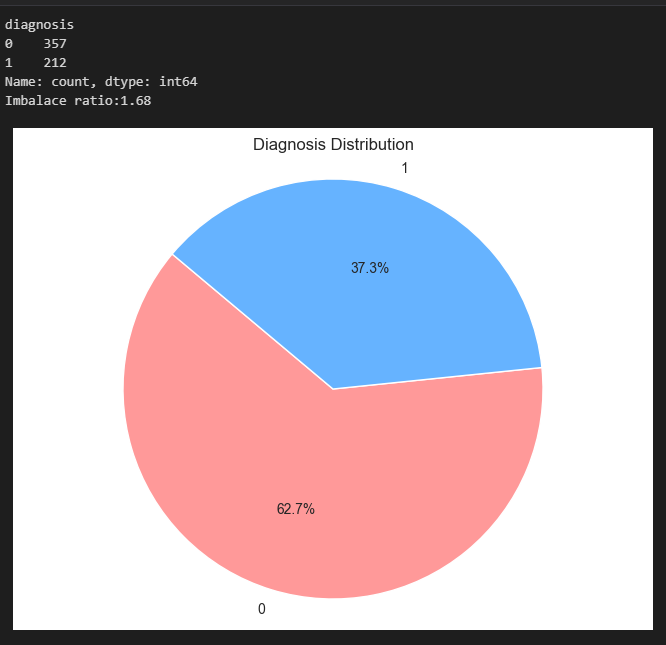 diagnosis
0    357
1    212
Name: count, dtype: int64
Imbalace ratio:1.68
Diagnosis Distribution
1
37.3%
62.7%
0